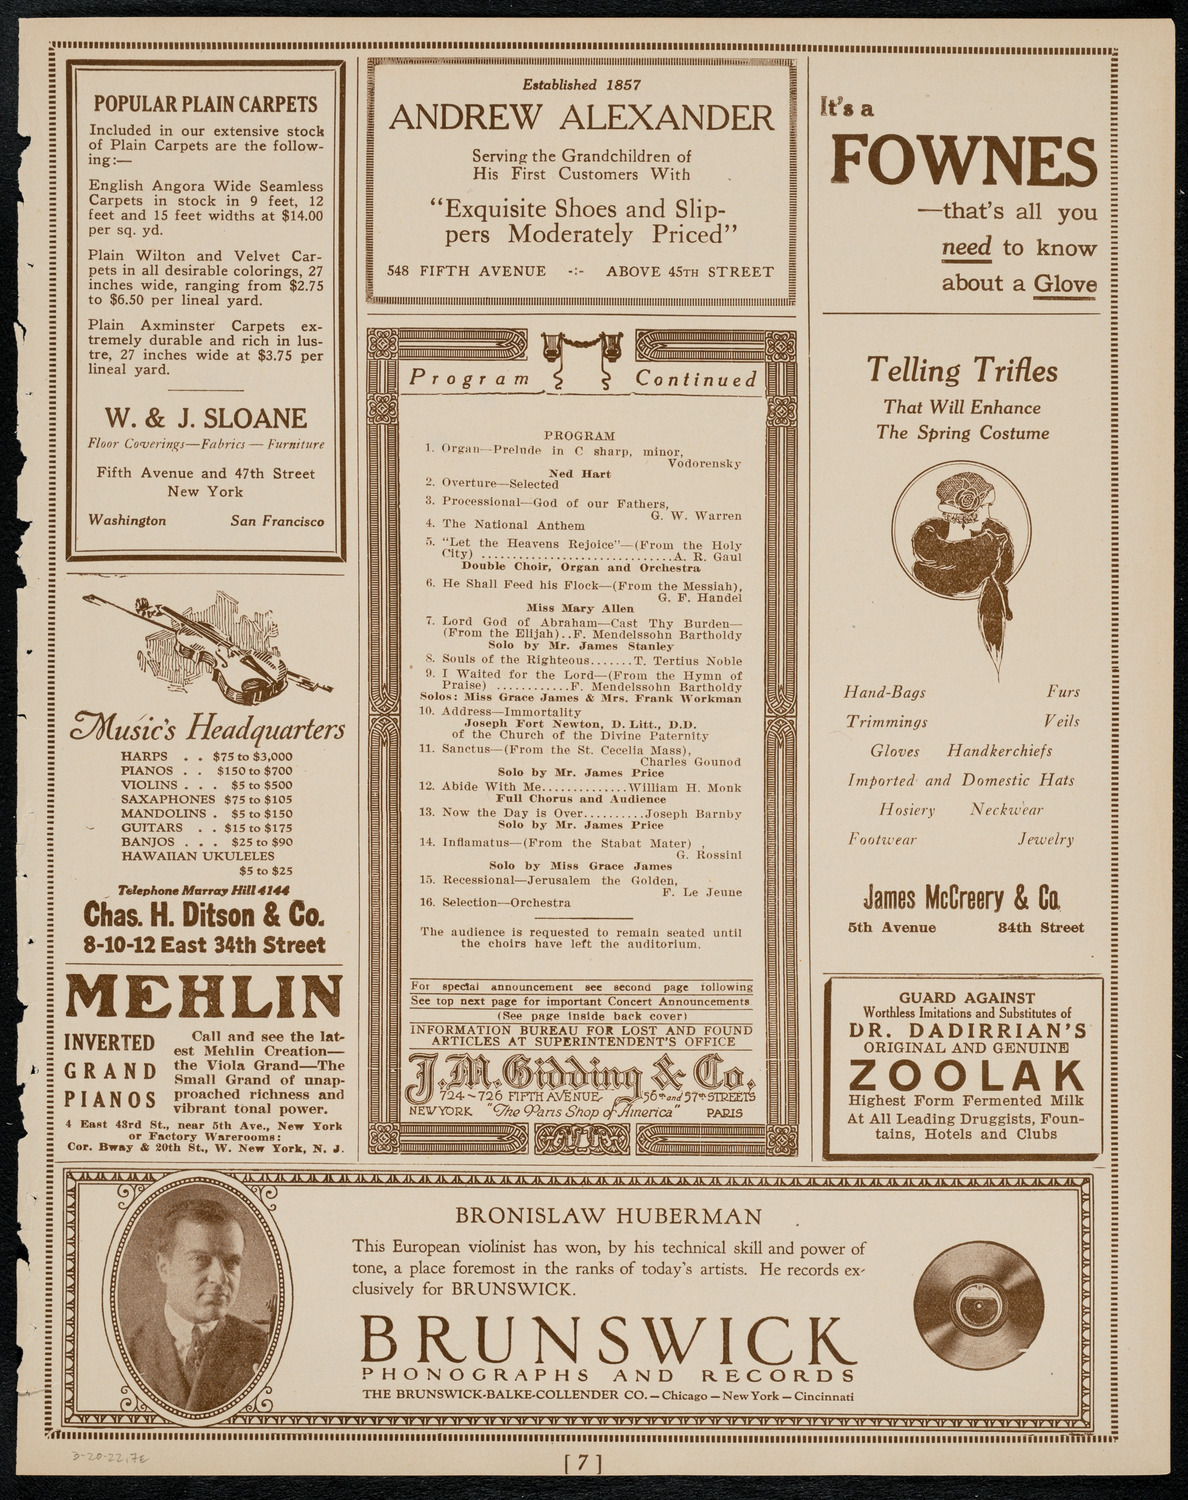 POPULAR PLAIN CARPETS
Included in our extensive stock
of Plain Carpets are the follow-
ing:—
English Angora Wide Seamless
Carpets in stock in 9 feet, 12
feet and 15 feet widths at $14.00
per sq. yd.
Plain Wilton and Velvet Car-
pets in all desirable colorings, 27
inches wide, ranging from $2.75
to $6.50 per lineal yard.
Plain Axminster Carpets ex-
tremely durable and rich in lus-
tre, 27 inches wide at $3.75 per
lineal yard.
W. & J. SLOANE
Floor Coverings—Fabrics — Furniture
Fifth Avenue and 47th Street
New York
Washington San Francisco
Music's Headquarters
HARPS . . $75 to $3,000
PIANOS . . $150 to $700
VIOLINS . . . $5 to $500
SAXAPHONES $75 to $105
MANDOLINS . $5 to $150
GUITARS . . $15 to $175
BANJOS . . . $25 to $90
HAWAIIAN UKULELES
$5 to $25
Telephone Murray Hill 4144
Chas. H. Ditson & Co.
8-10-12 East 34th Street
MEHLIN
INVERTED
GRAND
PIANOS
Call and see the lat-
est Mehlin Creation—
the Viola Grand—The
Small Grand of unap-
proached richness and
vibrant tonal power.
4 East 43rd St., near 5th Ave., New York
or Factory Warerooms:
Cor. Bway & 20th St., W. New York, N. J.
Established 1857
ANDREW ALEXANDER
Serving the Grandchildren of
His First Customers With
"Exquisite Shoes and Slip-
pers Moderately Priced"
548 FIFTH AVENUE -:- ABOVE 45TH STREET
Program Continued
PROGRAM
1. Organ—Prelude in C sharp, minor,
Vodorensky
Ned Hart
2. Overture—Selected
3. Processional—God of our Fathers,
G. W. Warren
4. The National Anthem
5. "Let the Heavens Rejoice"—(From the Holy
City) ..............................A. R. Gaul
Double Choir, Organ and Orchestra
6. He Shall Feed his Flock—(From the Messiah),
G. F. Handel
Miss Mary Allen
7. Lord God of Abraham—Cast Thy Burden—
(From the Elijah)..F. Mendelssohn Bartholdy
Solo by Mr. James Stanley
8. Souls of the Righteous.......T. Tertius Noble
9. I Waited for the Lord—(From the Hymn of
Praise) ............F. Mendelssohn Bartholdy
Solos: Miss Grace James & Mrs. Frank Workman
10. Address—Immortality
Joseph Fort Newton, D. Litt., D.D.
of the Church of the Divine Paternity
11. Sanctus—(From the St. Cecelia Mass),
Charles Gounod
Solo by Mr. James Price
12. Abide With Me.............William H. Monk
Full Chorus and Audience
13. Now the Day is Over.........Joseph Barnby
Solo by Mr. James Price
14. Inflamatus—(From the Stabat Mater) ,
G. Rossini
Solo by Miss Grace James
15. Recessional—Jerusalem the Golden,
F. Le Jeune
16. Selection—Orchestra
The audience is requested to remain seated until
the choirs have left the auditorium.
For special announcement see second page following
See top next page for important Concert Announcements
(See page inside back cover)
INFORMATION BUREAU FOR LOST AND FOUND
ARTICLES AT SUPERINTENDENT'S OFFICE
J.M. Gidding & Co.
724 ~ 726 FIFTH AVENUE, 56th and 57th STREETS
NEW YORK "The Paris Shop of America" PARIS
It's a
FOWNES
—that's all you
need to know
about a Glove
Telling Trifles
That Will Enhance
The Spring Costume
Hand-Bags Furs
Trimmings Veils
Gloves Handkerchiefs
Imported and Domestic Hats
Hosiery Neckwear
Footwear Jewelry
James McCreery & Co.
5th Avenue 34th Street
GUARD AGAINST
Worthless Imitations and Substitutes of
DR. DADIRRIAN'S
ORIGINAL AND GENUINE
ZOOLAK
Highest Form Fermented Milk
At All Leading Druggists, Foun-
tains, Hotels and Clubs
BRONISLAW HUBERMAN
This European violinist has won, by his technical skill and power of
tone, a place foremost in the ranks of today's artists. He records ex-
clusively for BRUNSWICK.
BRUNSWICK
PHONOGRAPHS AND RECORDS
THE BRUNSWICK-BALKE-COLLENDER CO. — Chicago — New York — Cincinnati
3-20-22,7E
[ 7 ]